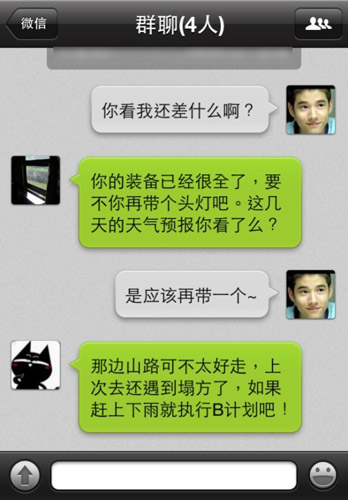 微信
群聊(4人)
你看我还差什么啊？
你的装备已经很全了，要
不你再带个头灯吧。这几
天的天气预报你看了么？
是应该再带一个~
那边山路可不太好走，上
次去还遇到塌方了，如果
赶上下雨就执行B计划吧！